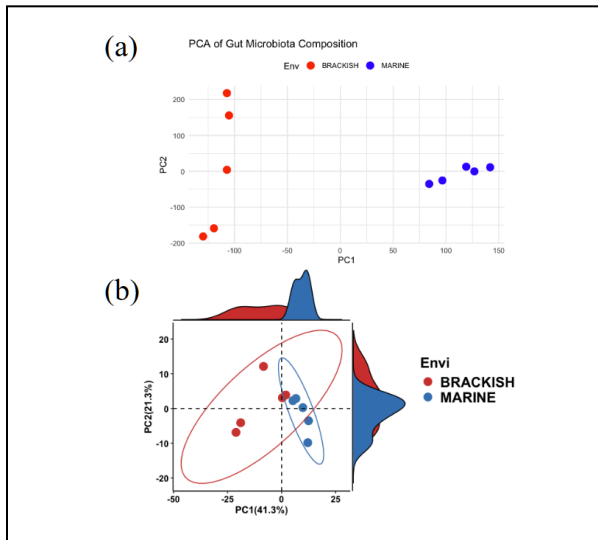 (a)
PCA of Gut Microbiota Composition
Env BRACKISH MARINE
200
100
0
-100
-200
PC2
-100 -50 0 50 100 150
PC1
(b)
20
10
0
-10
-20
PC2(21.3%)
-50 -25 0 25
PC1(41.3%)
Envi
BRACKISH
MARINE